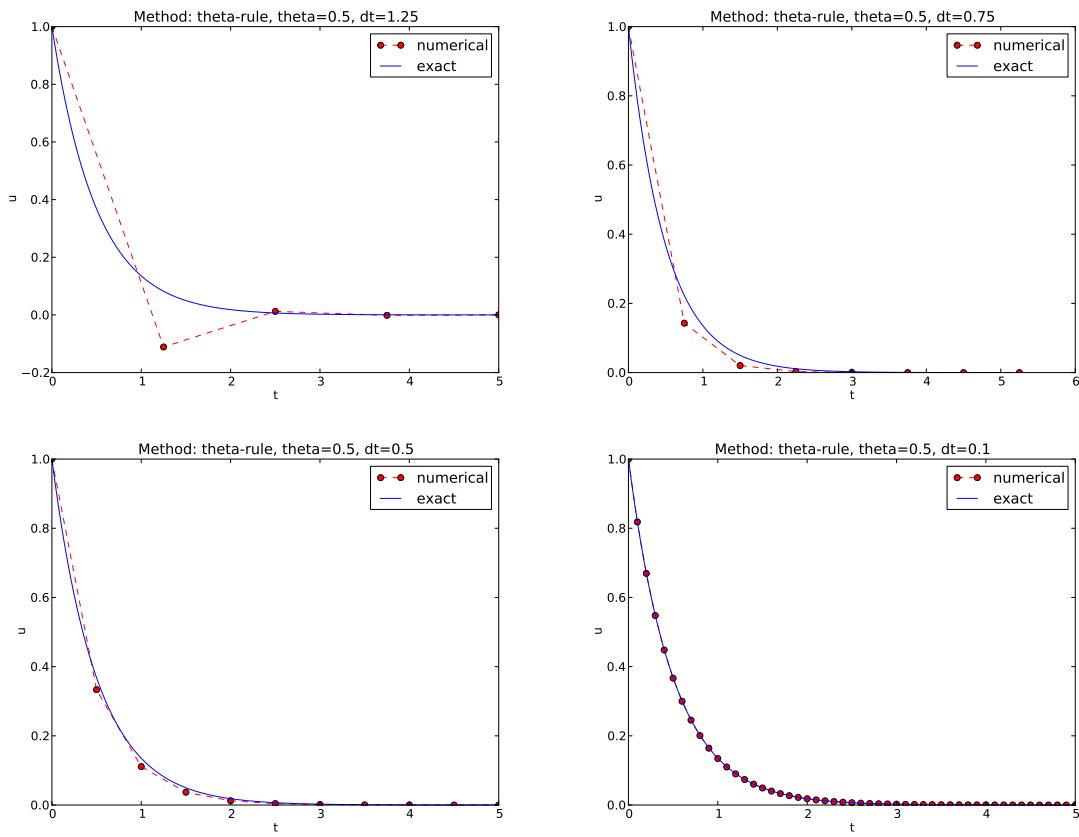 Method: theta-rule, theta=0.5, dt=1.25
1.0
0.8
0.6
0.4
0.2
0.0
−0.2
u
0 1 2 3 4 5
t
numerical
exact
Method: theta-rule, theta=0.5, dt=0.75
1.0
0.8
0.6
0.4
0.2
0.0
u
0 1 2 3 4 5 6
t
numerical
exact
Method: theta-rule, theta=0.5, dt=0.5
1.0
0.8
0.6
0.4
0.2
0.0
u
0 1 2 3 4 5
t
numerical
exact
Method: theta-rule, theta=0.5, dt=0.1
1.0
0.8
0.6
0.4
0.2
0.0
u
0 1 2 3 4 5
t
numerical
exact